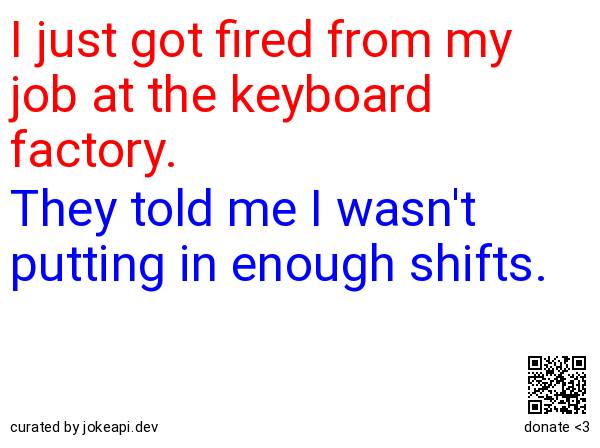 I just got fired from my
job at the keyboard
factory.
They told me I wasn't
putting in enough shifts.
curated by jokeapi.dev
donate <3